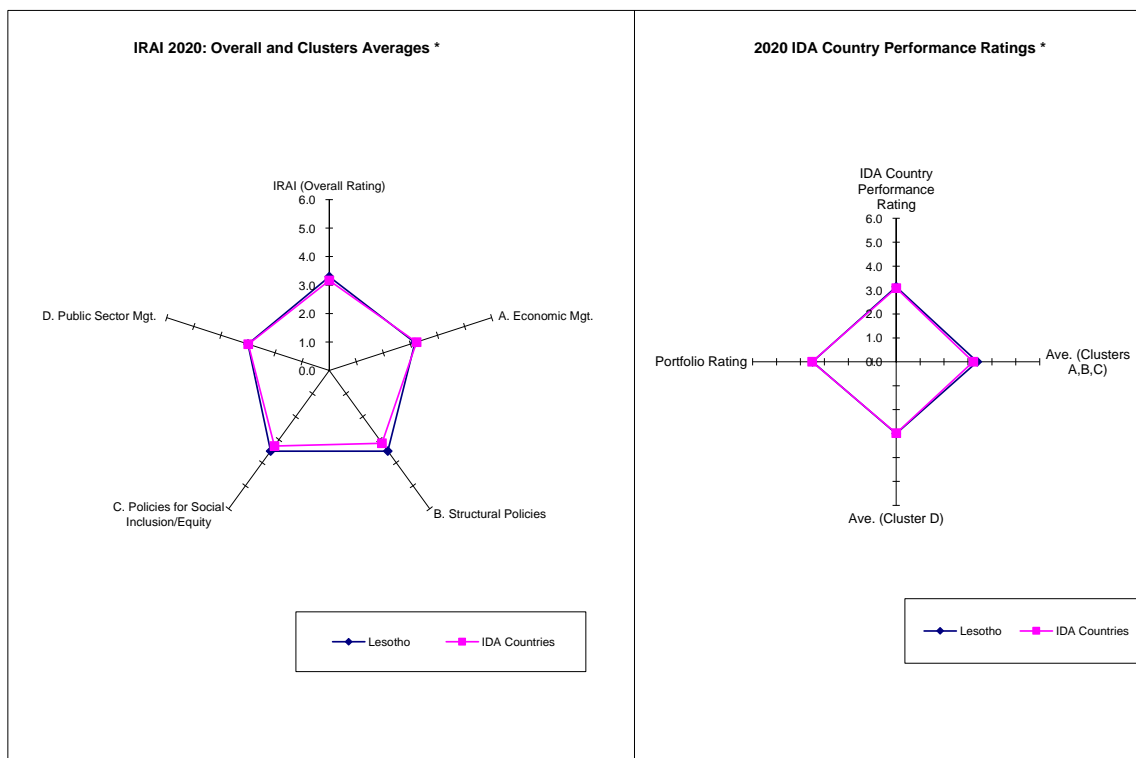 IRAI 2020: Overall and Clusters Averages *
IRAI (Overall Rating)
6.0
5.0
4.0
3.0
2.0
1.0
0.0
A. Economic Mgt.
B. Structural Policies
C. Policies for Social
Inclusion/Equity
D. Public Sector Mgt.
Lesotho
IDA Countries
2020 IDA Country Performance Ratings *
IDA Country
Performance
Rating
6.0
5.0
4.0
3.0
2.0
1.0
0.0
Ave. (Clusters
A,B,C)
Ave. (Cluster D)
Portfolio Rating
Lesotho
IDA Countries